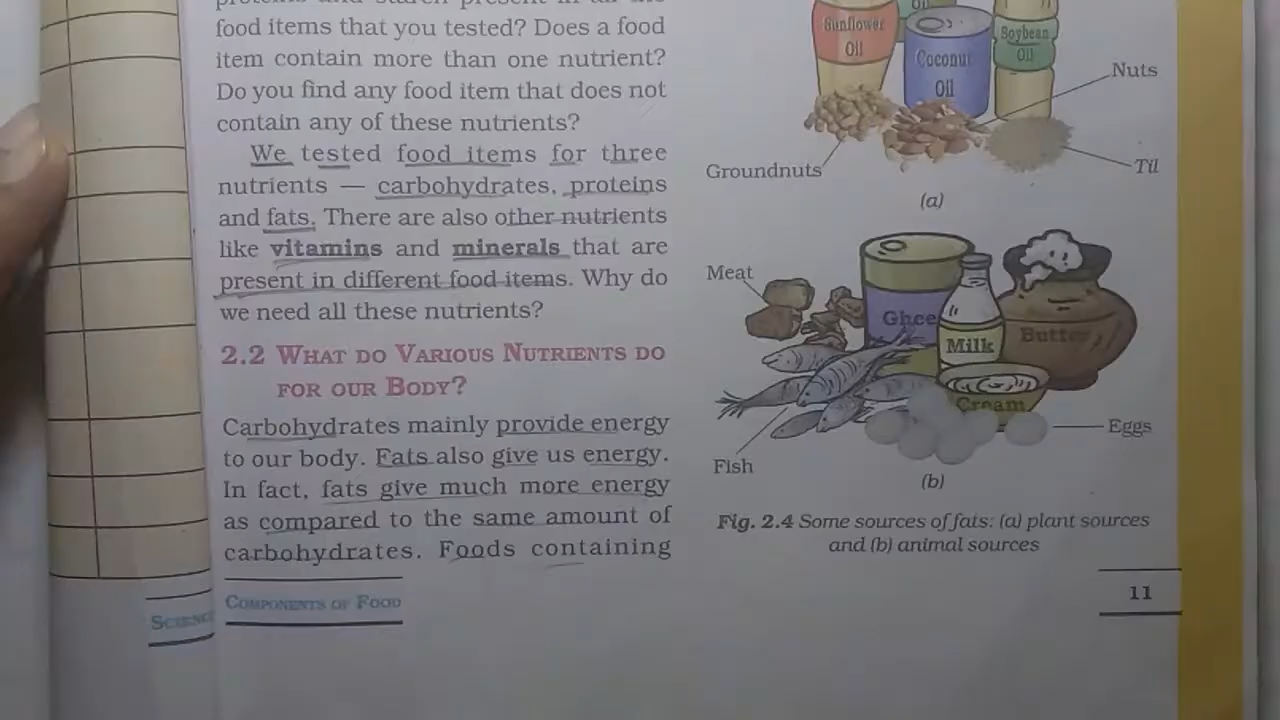 food items that you tested? Does a food
item contain more than one nutrient?
Do you find any food item that does not
contain any of these nutrients?
We tested food items for three
nutrients — carbohydrates, proteins
and fats. There are also other nutrients
like vitamins and minerals that are
present in different food items. Why do
we need all these nutrients?
2.2 WHAT DO VARIOUS NUTRIENTS DO
FOR OUR BODY?
Carbohydrates mainly provide energy
to our body. Fats also give us energy.
In fact, fats give much more energy
as compared to the same amount of
carbohydrates. Foods containing
COMPONENTS OF FOOD
Oil
Sunflower
Oil
Coconut
Oil
Soybean
Oil
Nuts
Groundnuts
Til
(a)
Meat
Ghee
Milk
Butter
Cream
Eggs
Fish
(b)
Fig. 2.4 Some sources of fats: (a) plant sources
and (b) animal sources
11